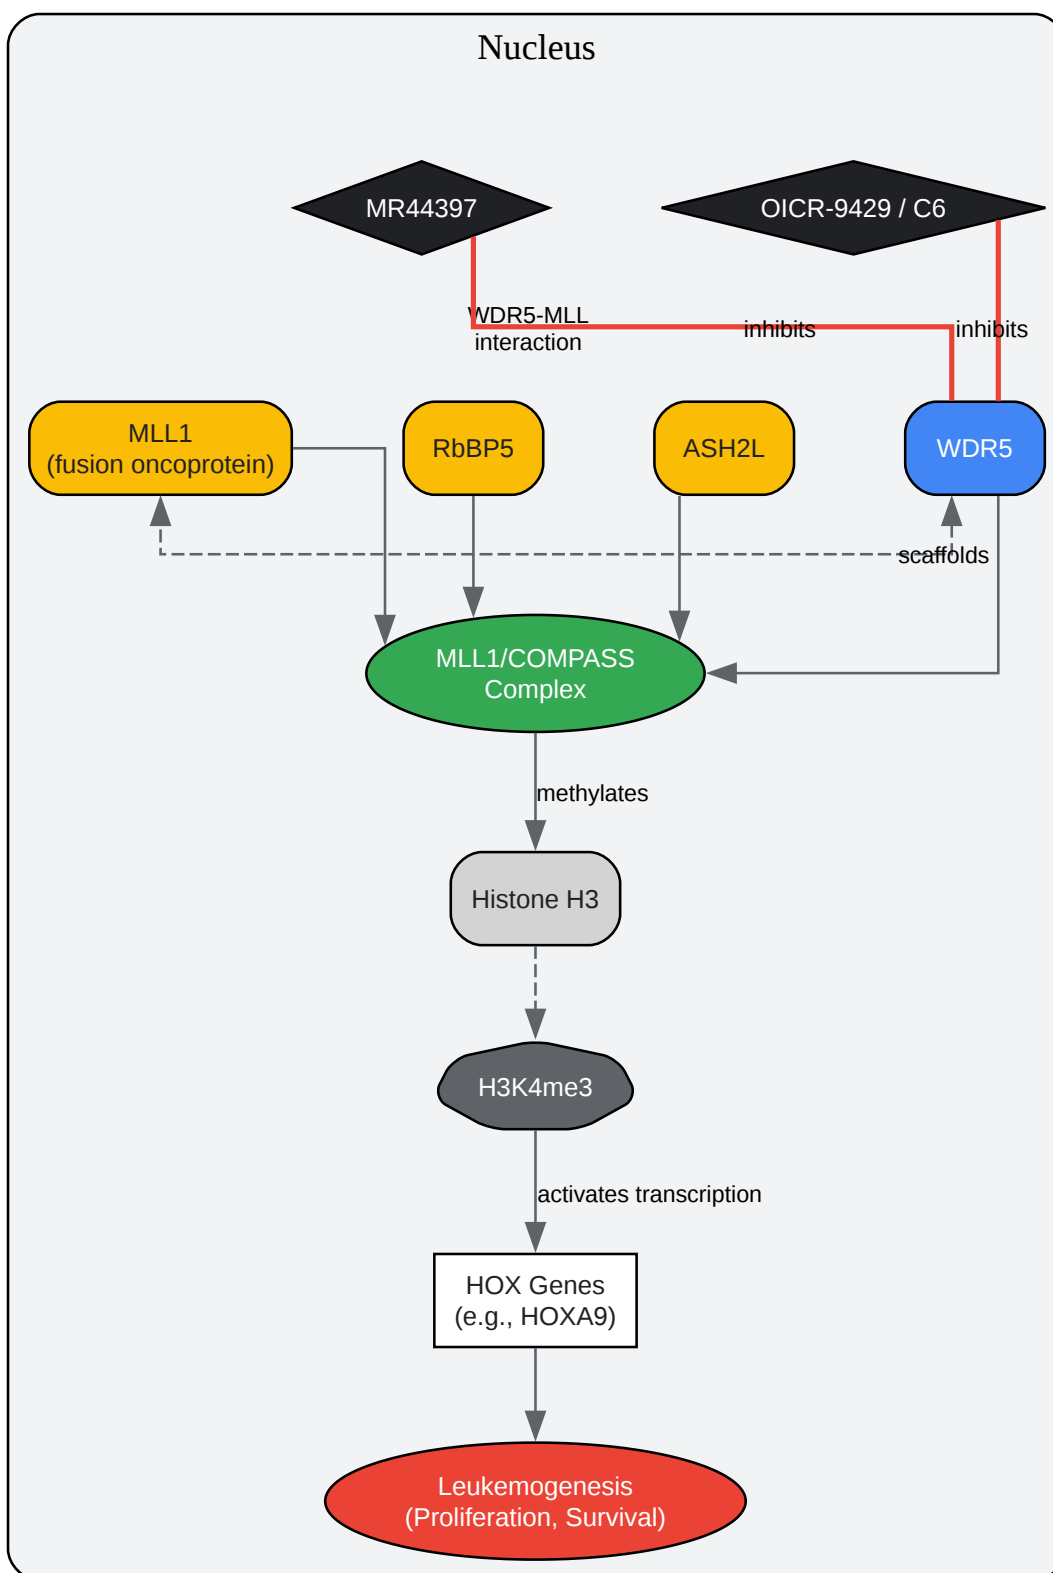 Nucleus
MR44397
OICR-9429 / C6
WDR5-MLL
interaction
inhibits
inhibits
MLL1
(fusion oncoprotein)
RbBP5
ASH2L
WDR5
scaffolds
MLL1/COMPASS
Complex
methylates
Histone H3
H3K4me3
activates transcription
HOX Genes
(e.g., HOXA9)
Leukemogenesis
(Proliferation, Survival)